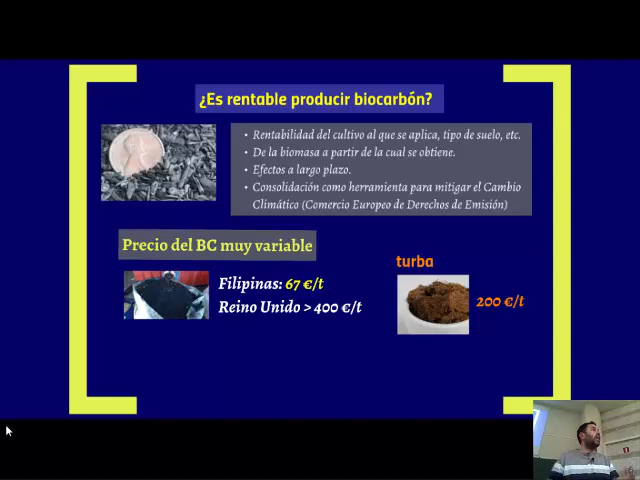 ¿Es rentable producir biocarbón?
• Rentabilidad del cultivo al que se aplica, tipo de suelo, etc.
• De la biomasa a partir de la cual se obtiene.
• Efectos a largo plazo.
• Consolidación como herramienta para mitigar el Cambio
Climático (Comercio Europeo de Derechos de Emisión)
Precio del BC muy variable
Filipinas: 67 €/t
Reino Unido > 400 €/t
turba
200 €/t